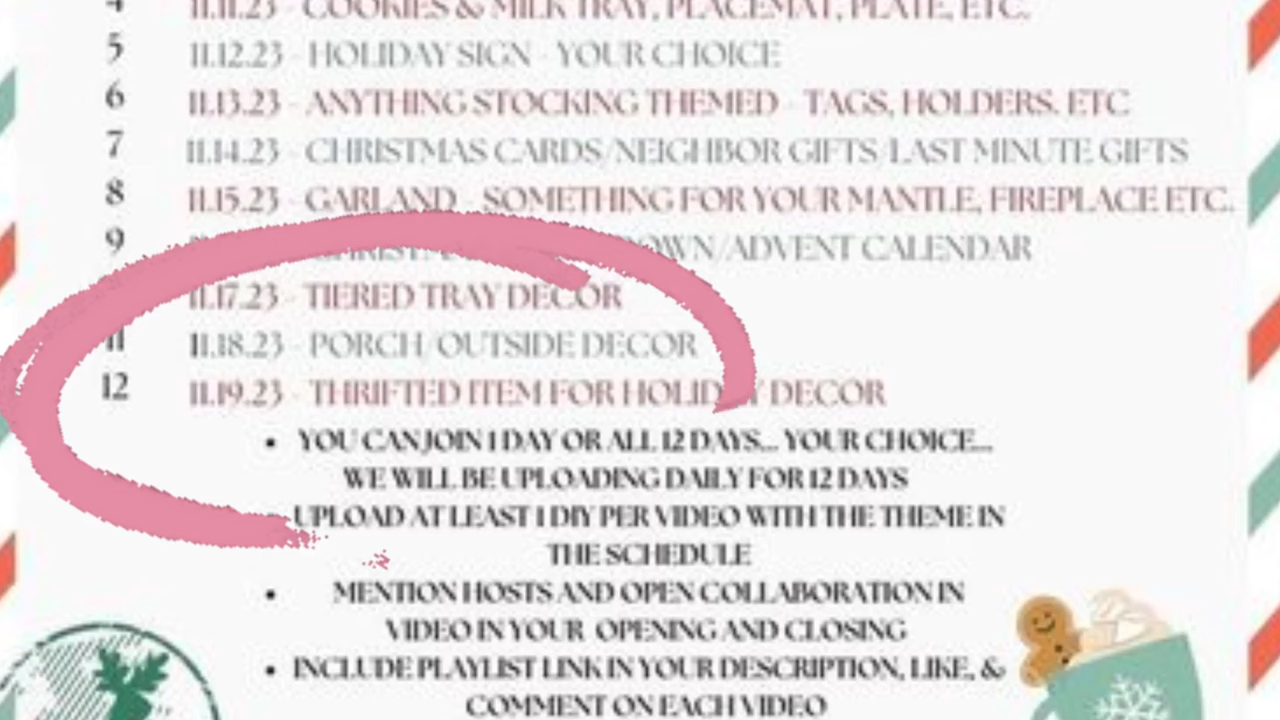 4 11.11.23 - COOKIES & MILK TRAY, PLACEMAT, PLATE, ETC.
5 11.12.23 - HOLIDAY SIGN - YOUR CHOICE
6 11.13.23 - ANYTHING STOCKING THEMED - TAGS, HOLDERS. ETC
7 11.14.23 - CHRISTMAS CARDS/NEIGHBOR GIFTS/LAST MINUTE GIFTS
8 11.15.23 - GARLAND - SOMETHING FOR YOUR MANTLE, FIREPLACE ETC.
9 /ADVENT CALENDAR
11.17.23 - TIERED TRAY DECOR
11 11.18.23 - PORCH/OUTSIDE DECOR
12 11.19.23 - THRIFTED ITEM FOR HOLIDAY DECOR
• YOU CAN JOIN 1 DAY OR ALL 12 DAYS... YOUR CHOICE...
WE WILL BE UPLOADING DAILY FOR 12 DAYS
UPLOAD AT LEAST 1 DIY PER VIDEO WITH THE THEME IN
THE SCHEDULE
• MENTION HOSTS AND OPEN COLLABORATION IN
VIDEO IN YOUR OPENING AND CLOSING
• INCLUDE PLAYLIST LINK IN YOUR DESCRIPTION, LIKE, &
COMMENT ON EACH VIDEO